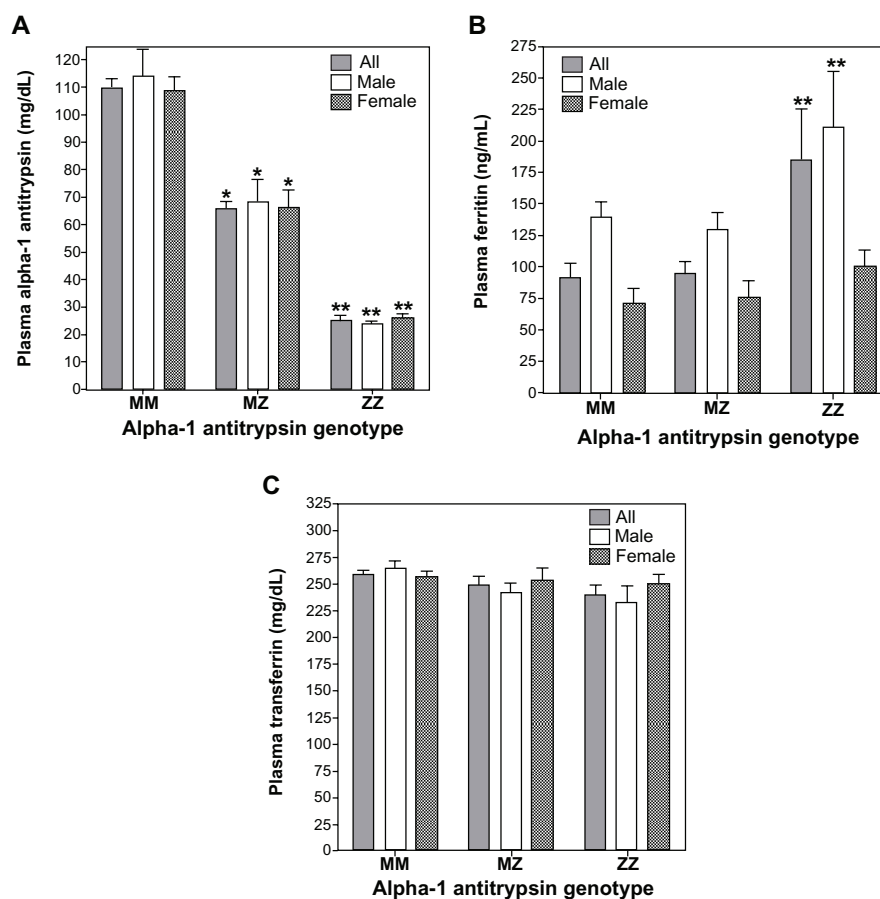 A
Plasma alpha-1 antitrypsin (mg/dL)
120
110
100
90
80
70
60
50
40
30
20
10
0
All
Male
Female
* * *
** ** **
MM MZ ZZ
Alpha-1 antitrypsin genotype
B
Plasma ferritin (ng/mL)
275
250
225
200
175
150
125
100
75
50
25
0
All
Male
Female
** **
MM MZ ZZ
Alpha-1 antitrypsin genotype
C
Plasma transferrin (mg/dL)
325
300
275
250
225
200
175
150
125
100
75
50
25
0
All
Male
Female
MM MZ ZZ
Alpha-1 antitrypsin genotype